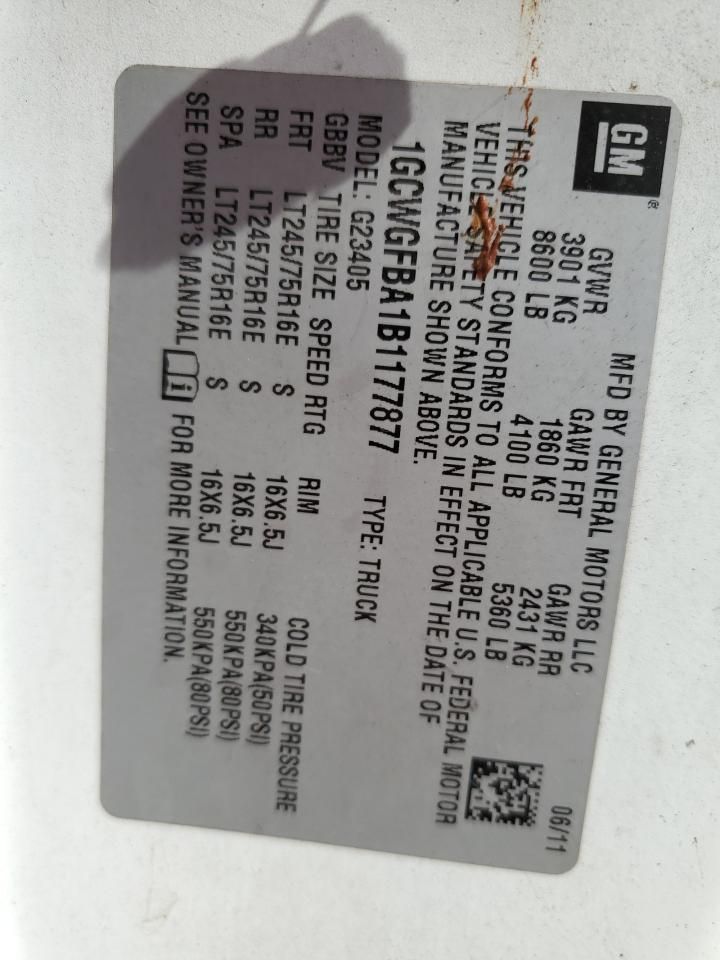 GM
MFD BY GENERAL MOTORS LLC 06/11
GVWR GAWR FRT GAWR RR
3901 KG 1860 KG 2431 KG
8600 LB 4100 LB 5360 LB
THIS VEHICLE CONFORMS TO ALL APPLICABLE U.S. FEDERAL MOTOR
VEHICLE SAFETY STANDARDS IN EFFECT ON THE DATE OF
MANUFACTURE SHOWN ABOVE.
1GCWGFBA1B1177877 TYPE: TRUCK
MODEL: G23405
GBBV TIRE SIZE SPEED RTG RIM COLD TIRE PRESSURE
FRT LT245/75R16E S 16X6.5J 340KPA(50PSI)
RR LT245/75R16E S 16X6.5J 550KPA(80PSI)
SPA LT245/75R16E S 16X6.5J 550KPA(80PSI)
SEE OWNER'S MANUAL FOR MORE INFORMATION.